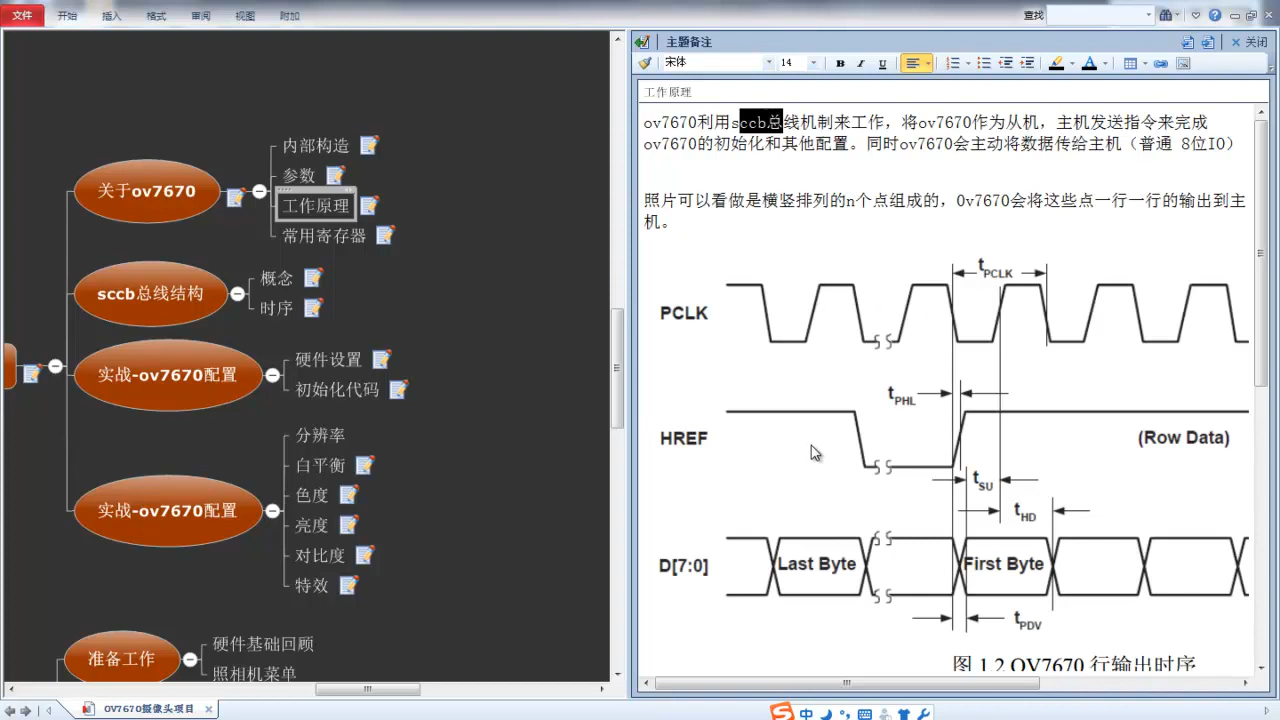 文件 开始 插入 格式 审阅 视图 附加 查找
关于ov7670
内部构造
参数
工作原理
常用寄存器
sccb总线结构
概念
时序
实战-ov7670配置
硬件设置
初始化代码
实战-ov7670配置
分辨率
白平衡
色度
亮度
对比度
特效
准备工作
硬件基础回顾
照相机菜单
OV7670摄像头项目
主题备注 关闭
宋体 14 B I U A
工作原理
ov7670利用sccb总线机制来工作，将ov7670作为从机，主机发送指令来完成
ov7670的初始化和其他配置。同时ov7670会主动将数据传给主机（普通 8位IO）
照片可以看做是横竖排列的n个点组成的，Ov7670会将这些点一行一行的输出到主
机。
tPCLK
PCLK
tPHL
HREF
(Row Data)
tSU
tHD
D[7:0]
Last Byte
First Byte
tPDV
图 1.2 OV7670 行输出时序
中